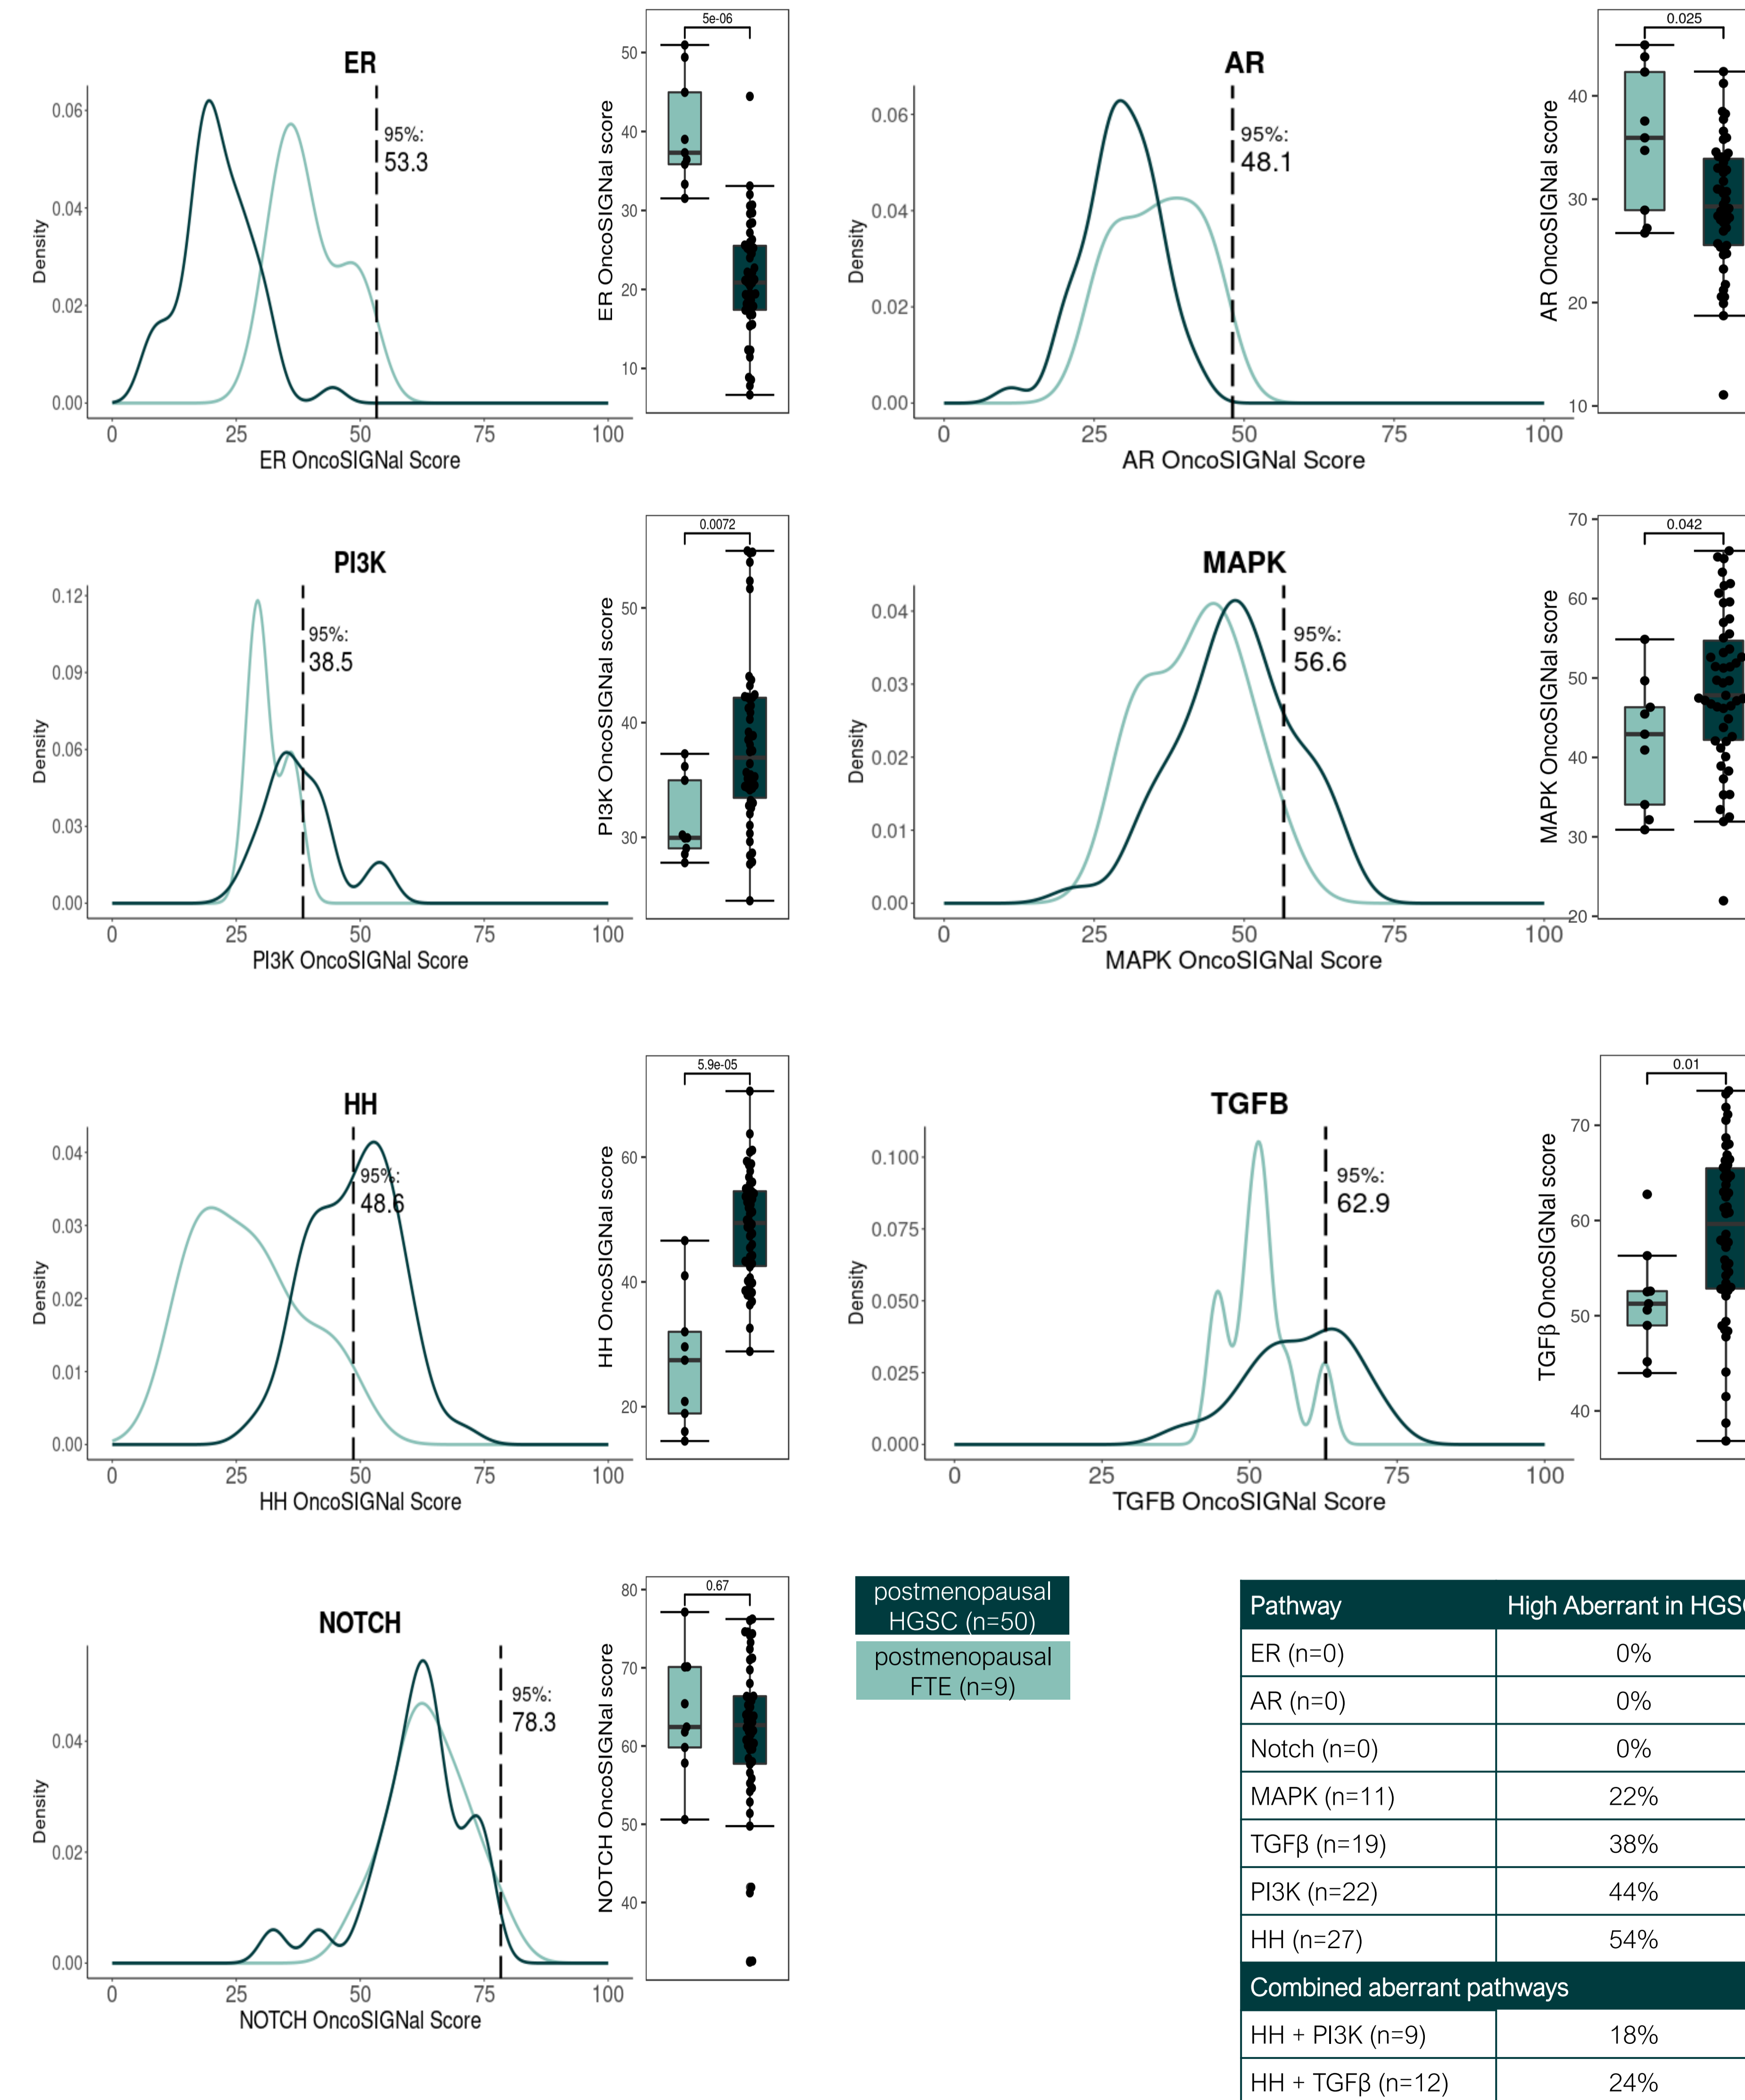 ER
0.06
0.04
0.02
0.00
Density
95%:
53.3
0 25 50 75 100
ER OncoSIGNal Score
5e-06
50
40
30
20
10
ER OncoSIGNal score
AR
0.06
0.04
0.02
0.00
Density
95%:
48.1
0 25 50 75 100
AR OncoSIGNal Score
0.025
40
30
20
10
AR OncoSIGNal score
PI3K
0.12
0.09
0.06
0.03
0.00
Density
95%:
38.5
0 25 50 75 100
PI3K OncoSIGNal Score
0.0072
50
40
30
PI3K OncoSIGNal score
MAPK
0.04
0.03
0.02
0.01
0.00
Density
95%:
56.6
0 25 50 75 100
MAPK OncoSIGNal Score
0.042
70
60
50
40
30
20
MAPK OncoSIGNal score
HH
0.04
0.03
0.02
0.01
0.00
Density
95%:
48.6
0 25 50 75 100
HH OncoSIGNal Score
5.9e-05
60
40
20
HH OncoSIGNal score
TGFB
0.100
0.075
0.050
0.025
0.000
Density
95%:
62.9
0 25 50 75 100
TGFB OncoSIGNal Score
0.01
70
60
50
40
TGFβ OncoSIGNal score
NOTCH
0.04
0.02
0.00
Density
95%:
78.3
0 25 50 75 100
NOTCH OncoSIGNal Score
0.67
80
70
60
50
40
NOTCH OncoSIGNal score
postmenopausal
HGSC (n=50)
postmenopausal
FTE (n=9)
Pathway High Aberrant in HGSC
ER (n=0) 0%
AR (n=0) 0%
Notch (n=0) 0%
MAPK (n=11) 22%
TGFβ (n=19) 38%
PI3K (n=22) 44%
HH (n=27) 54%
Combined aberrant pathways
HH + PI3K (n=9) 18%
HH + TGFβ (n=12) 24%